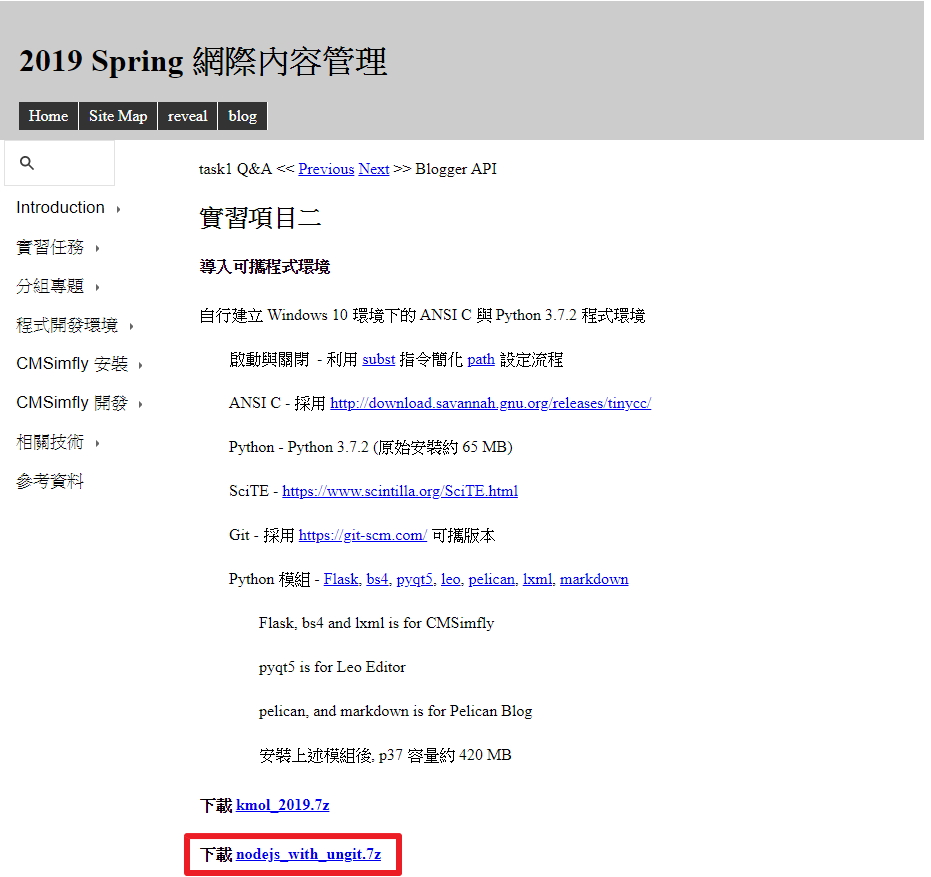 2019 Spring 網際內容管理
Home Site Map reveal blog
task1 Q&A << Previous Next >> Blogger API
Introduction
實習任務
分組專題
程式開發環境
CMSimfly 安裝
CMSimfly 開發
相關技術
參考資料
實習項目二
導入可攜程式環境
自行建立 Windows 10 環境下的 ANSI C 與 Python 3.7.2 程式環境
啟動與關閉 - 利用 subst 指令簡化 path 設定流程
ANSI C - 採用 http://download.savannah.gnu.org/releases/tinycc/
Python - Python 3.7.2 (原始安裝約 65 MB)
SciTE - https://www.scintilla.org/SciTE.html
Git - 採用 https://git-scm.com/ 可攜版本
Python 模組 - Flask, bs4, pyqt5, leo, pelican, lxml, markdown
Flask, bs4 and lxml is for CMSimfly
pyqt5 is for Leo Editor
pelican, and markdown is for Pelican Blog
安裝上述模組後, p37 容量約 420 MB
下載 kmol_2019.7z
下載 nodejs_with_ungit.7z